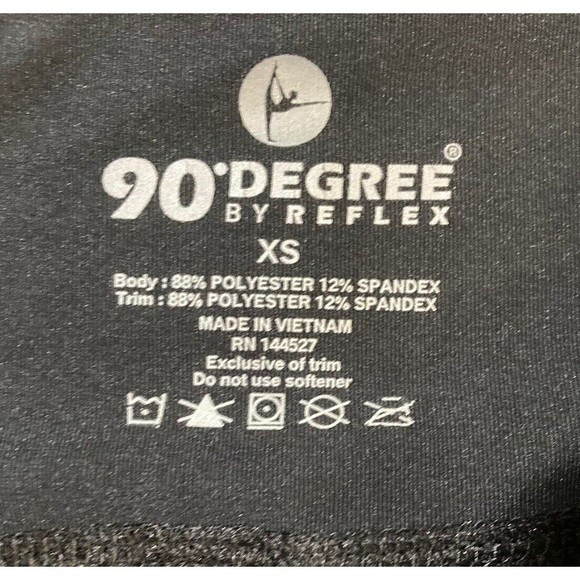 90°DEGREE®
BY REFLEX
XS
Body : 88% POLYESTER 12% SPANDEX
Trim : 88% POLYESTER 12% SPANDEX
MADE IN VIETNAM
RN 144527
Exclusive of trim
Do not use softener